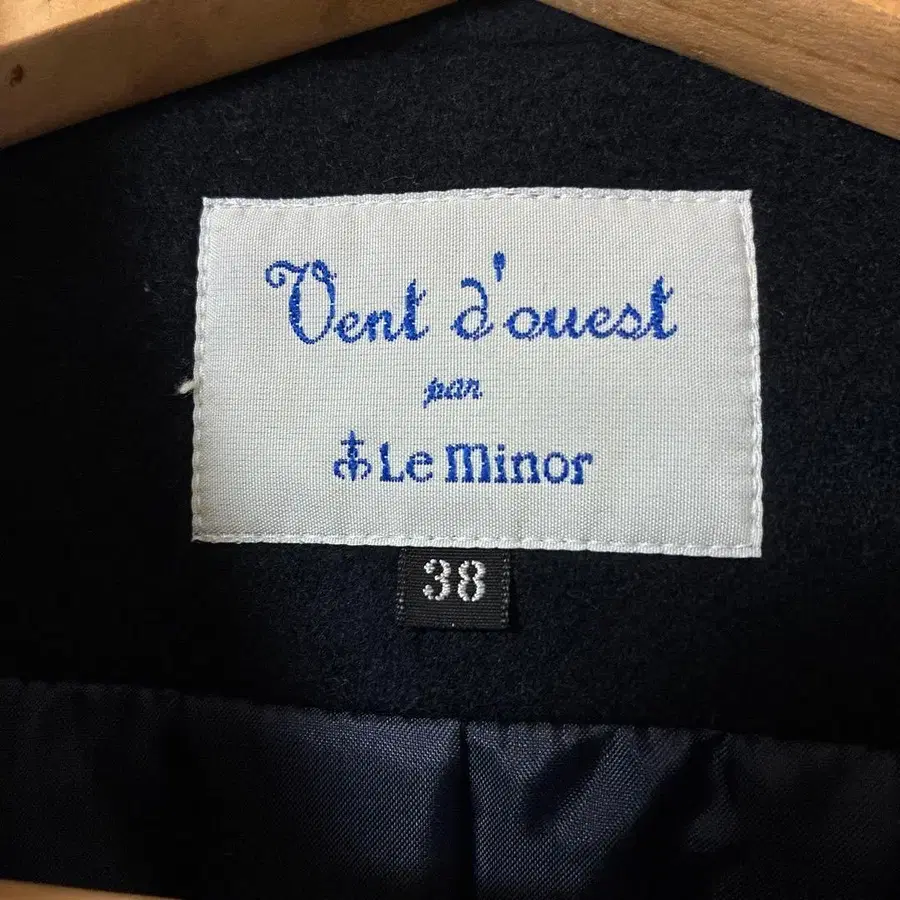 Vent d'ouest
par
Le minor
38